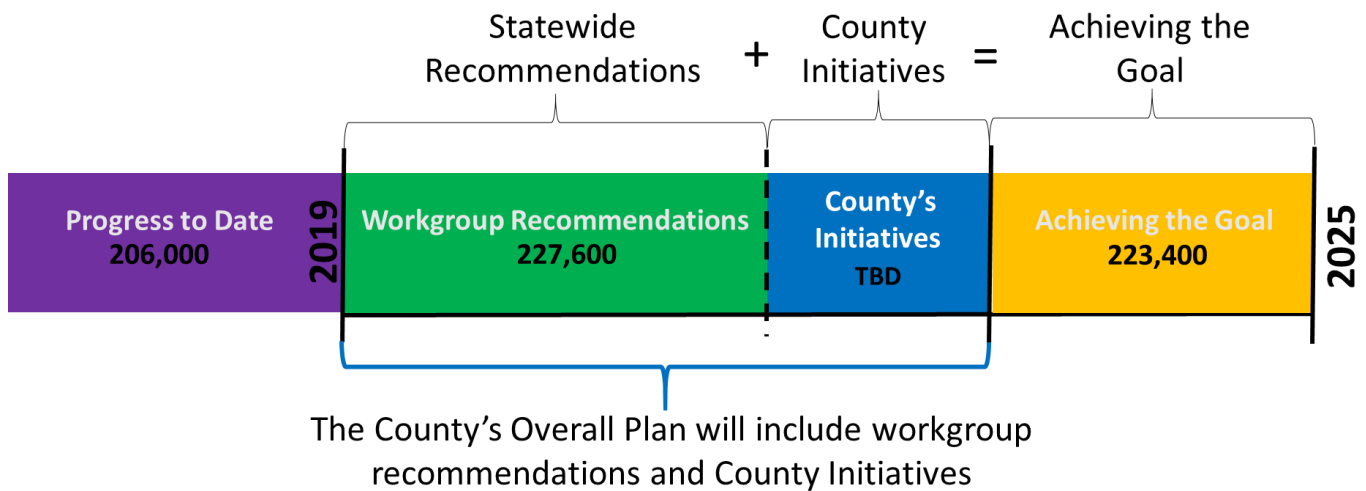 Statewide
Recommendations
+
County
Initiatives
=
Achieving the
Goal
Progress to Date
206,000
2019
Workgroup Recommendations
227,600
County's
Initiatives
TBD
Achieving the Goal
223,400
2025
The County's Overall Plan will include workgroup
recommendations and County Initiatives